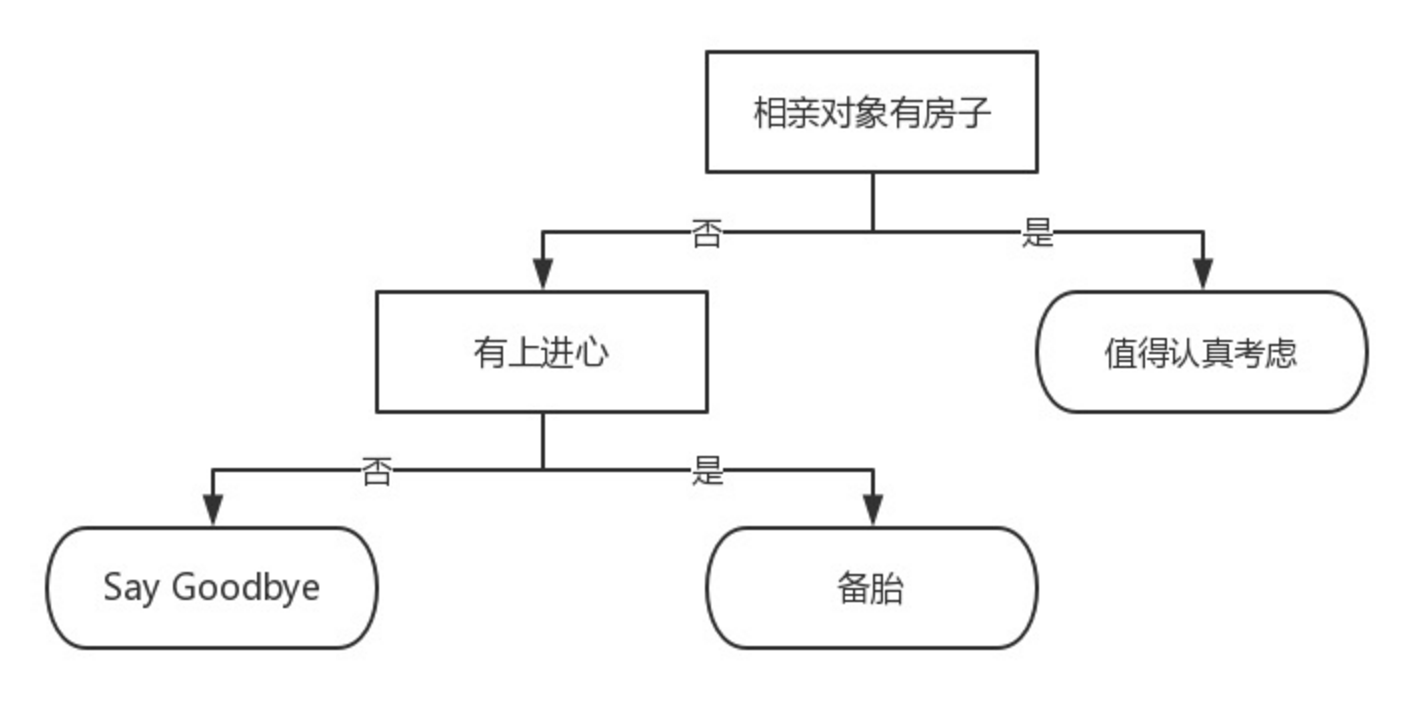 相亲对象有房子
否
是
有上进心
值得认真考虑
否
是
Say Goodbye
备胎